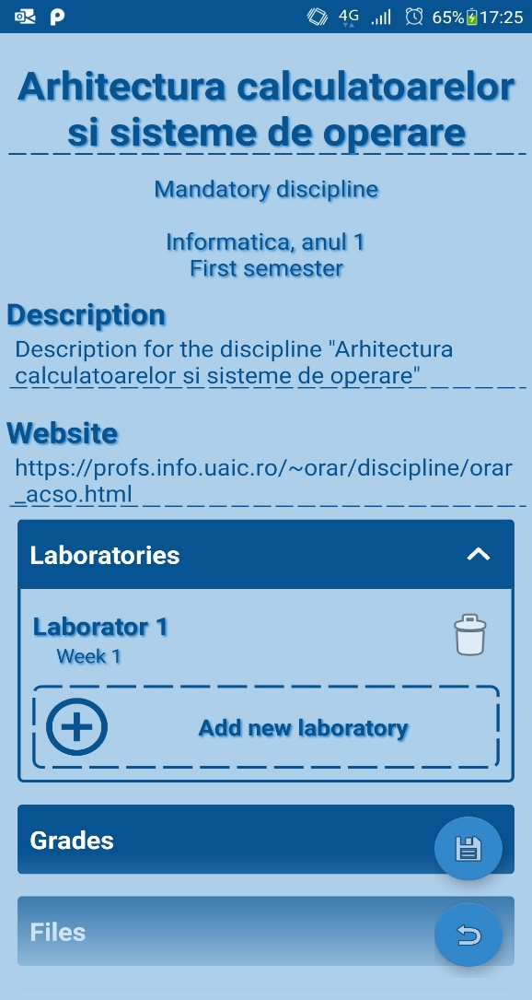 4G 65% 17:25
Arhitectura calculatoarelor
si sisteme de operare
Mandatory discipline
Informatica, anul 1
First semester
Description
Description for the discipline "Arhitectura
calculatoarelor si sisteme de operare"
Website
https://profs.info.uaic.ro/~orar/discipline/orar
_acso.html
Laboratories
Laborator 1
Week 1
Add new laboratory
Grades
Files